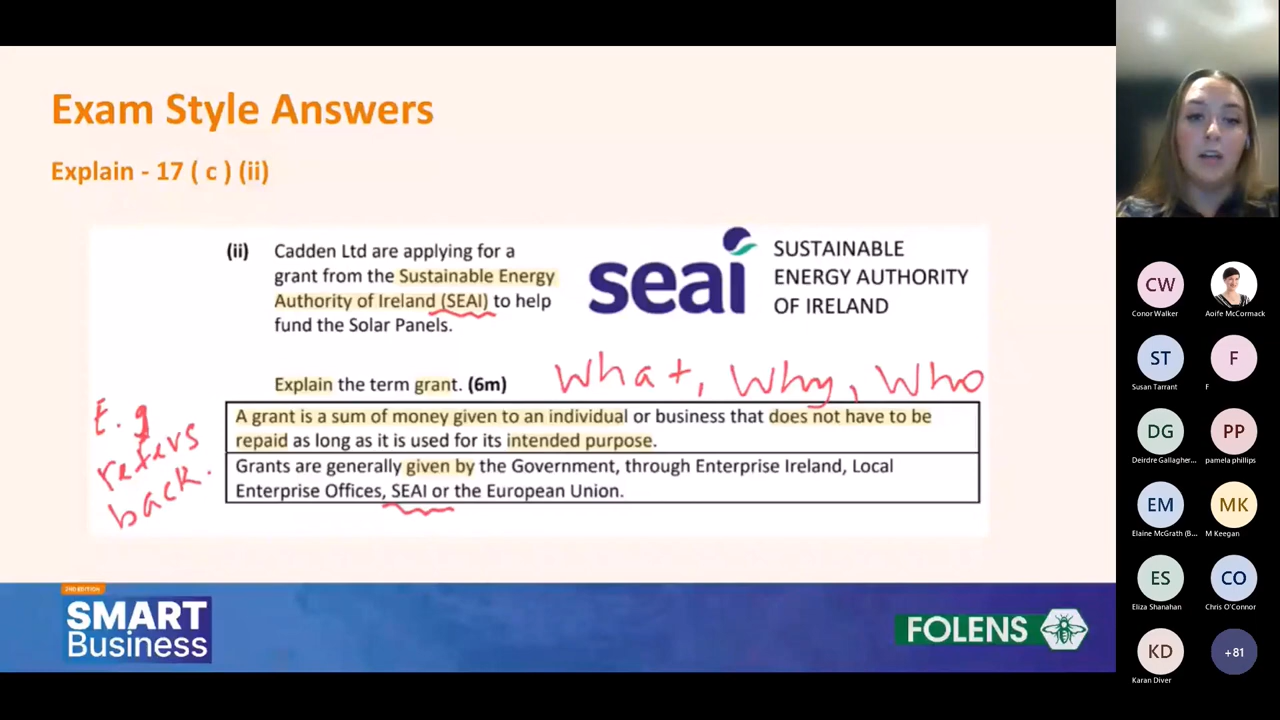 Exam Style Answers
Explain - 17 ( c ) (ii)
(ii) Cadden Ltd are applying for a
grant from the Sustainable Energy
Authority of Ireland (SEAI) to help
fund the Solar Panels.
seai
SUSTAINABLE
ENERGY AUTHORITY
OF IRELAND
Explain the term grant. (6m)
What, Why, Who
E.g
refers
back.
A grant is a sum of money given to an individual or business that does not have to be
repaid as long as it is used for its intended purpose.
Grants are generally given by the Government, through Enterprise Ireland, Local
Enterprise Offices, SEAI or the European Union.
2ND EDITION
SMART
Business
FOLENS
CW
Conor Walker
Aoife McCormack
ST
Susan Tarrant
F
F
DG
Deirdre Gallagher...
PP
pamela phillips
EM
Elaine McGrath (B...
MK
M Keegan
ES
Eliza Shanahan
CO
Chris O'Connor
KD
Karan Diver
+81